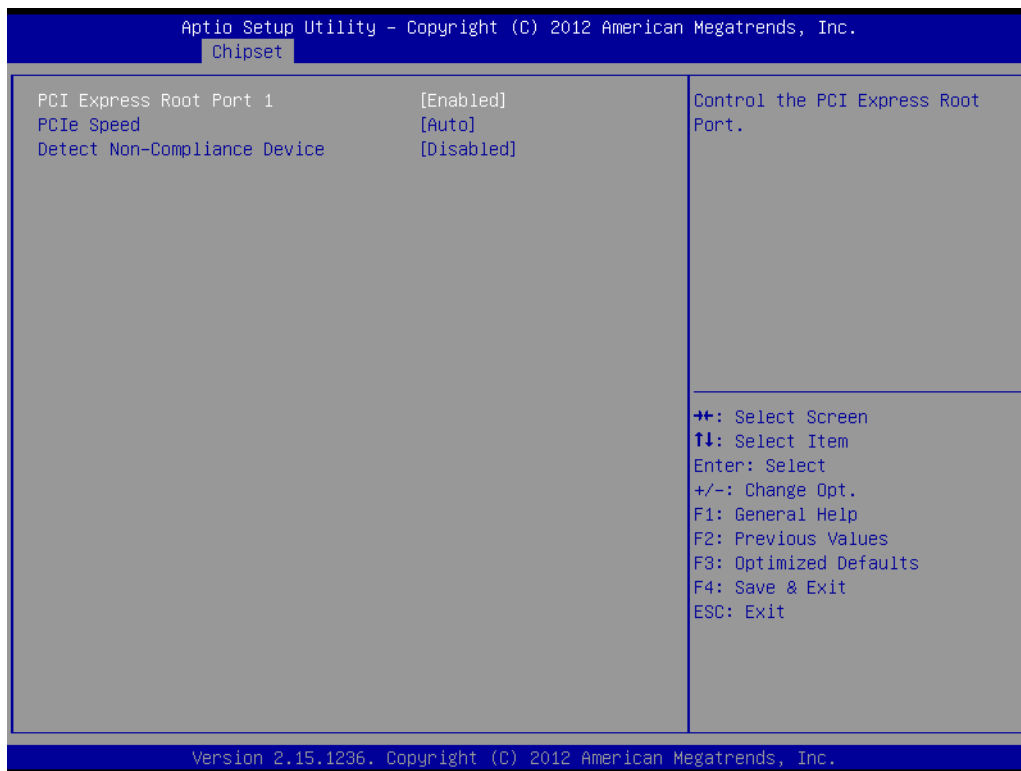 Aptio Setup Utility – Copyright (C) 2012 American Megatrends, Inc.
Chipset
PCI Express Root Port 1 [Enabled]
PCIe Speed [Auto]
Detect Non-Compliance Device [Disabled]
Control the PCI Express Root
Port.
→←: Select Screen
↑↓: Select Item
Enter: Select
+/-: Change Opt.
F1: General Help
F2: Previous Values
F3: Optimized Defaults
F4: Save & Exit
ESC: Exit
Version 2.15.1236. Copyright (C) 2012 American Megatrends, Inc.